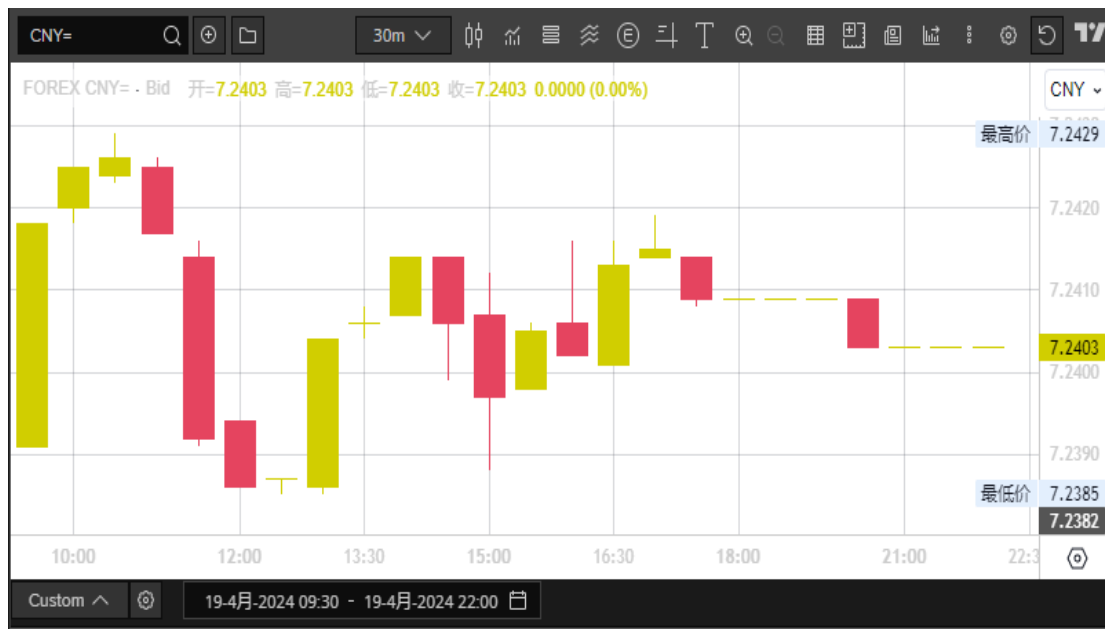 CNY=
30m
FOREX CNY= · Bid 开=7.2403 高=7.2403 低=7.2403 收=7.2403 0.0000 (0.00%)
CNY
最高价 7.2429
7.2420
7.2410
7.2403
7.2400
7.2390
最低价 7.2385
7.2382
10:00 12:00 13:30 15:00 16:30 18:00 21:00
Custom 19-4月-2024 09:30 - 19-4月-2024 22:00